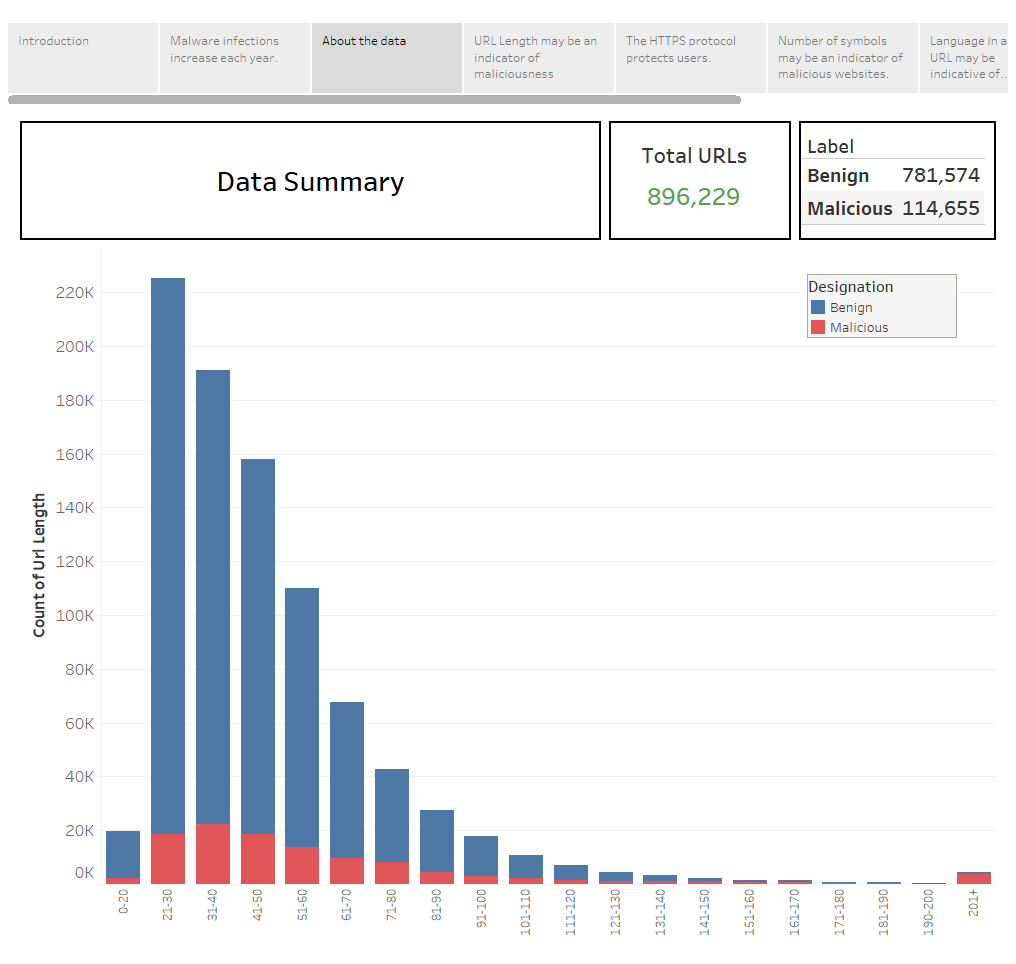 Introduction
Malware infections
increase each year.
About the data
URL Length may be an
indicator of
maliciousness
The HTTPS protocol
protects users.
Number of symbols
may be an indicator of
malicious websites.
Language in a
URL may be
indicative of..
Data Summary
Total URLs
896,229
Label
Benign 781,574
Malicious 114,655
Designation
Benign
Malicious
Count of Url Length
220K
200K
180K
160K
140K
120K
100K
80K
60K
40K
20K
0K
0-20
21-30
31-40
41-50
51-60
61-70
71-80
81-90
91-100
101-110
111-120
121-130
131-140
141-150
151-160
161-170
171-180
181-190
190-200
201+